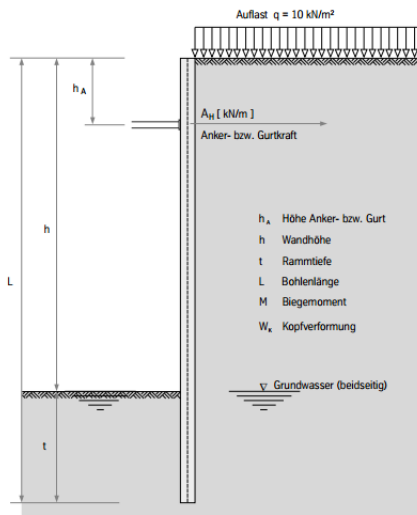 Auflast q = 10 kN/m²
h A
A H [ kN/m ]
Anker- bzw. Gurtkraft
h A Höhe Anker- bzw. Gurt
h Wandhöhe
t Rammtiefe
L Bohlenlänge
M Biegemoment
W K Kopfverformung
h
L
Grundwasser (beidseitig)
t